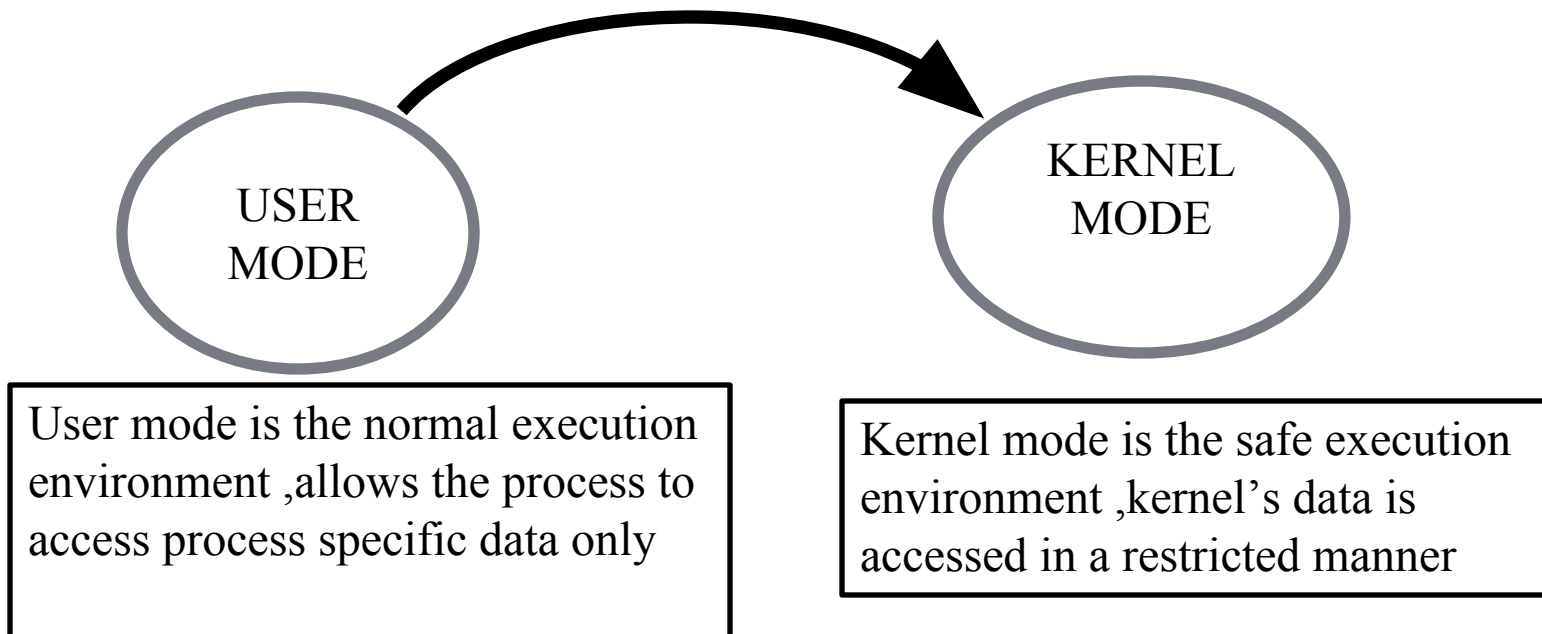 USER
MODE
KERNEL
MODE
User mode is the normal execution
environment ,allows the process to
access process specific data only
Kernel mode is the safe execution
environment ,kernel’s data is
accessed in a restricted manner